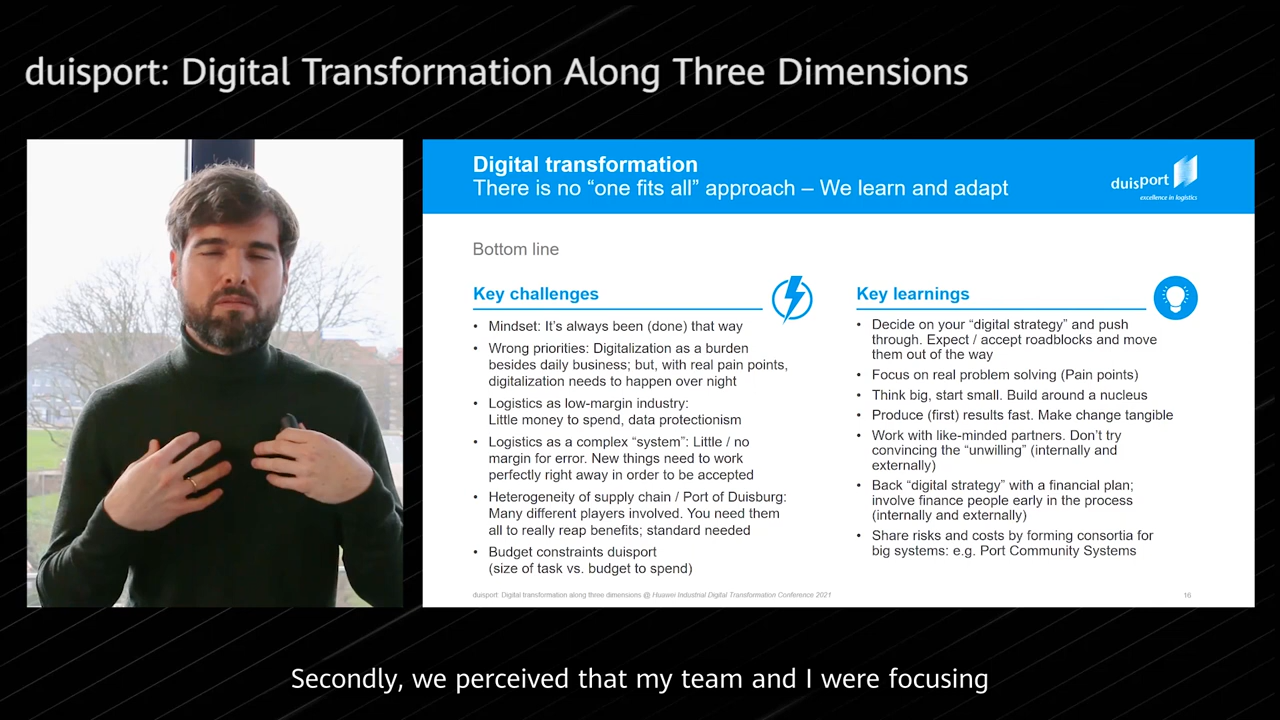 duisport: Digital Transformation Along Three Dimensions
Digital transformation
There is no “one fits all” approach – We learn and adapt
duisport
excellence in logistics
Bottom line
Key challenges
• Mindset: It’s always been (done) that way
• Wrong priorities: Digitalization as a burden
besides daily business; but, with real pain points,
digitalization needs to happen over night
• Logistics as low-margin industry:
Little money to spend, data protectionism
• Logistics as a complex “system”: Little / no
margin for error. New things need to work
perfectly right away in order to be accepted
• Heterogeneity of supply chain / Port of Duisburg:
Many different players involved. You need them
all to really reap benefits; standard needed
• Budget constraints duisport
(size of task vs. budget to spend)
Key learnings
• Decide on your “digital strategy” and push
through. Expect / accept roadblocks and move
them out of the way
• Focus on real problem solving (Pain points)
• Think big, start small. Build around a nucleus
• Produce (first) results fast. Make change tangible
• Work with like-minded partners. Don’t try
convincing the “unwilling” (internally and
externally)
• Back “digital strategy” with a financial plan;
involve finance people early in the process
(internally and externally)
• Share risks and costs by forming consortia for
big systems: e.g. Port Community Systems
duisport: Digital transformation along three dimensions @ Huawei Industrial Digital Transformation Conference 2021
16
Secondly, we perceived that my team and I were focusing